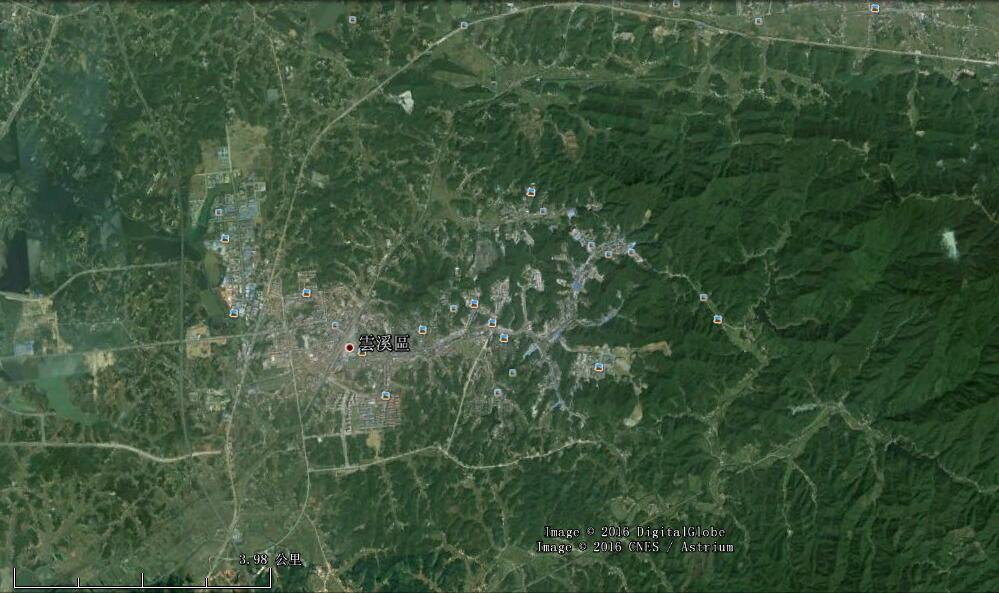 雲溪區
Image © 2016 DigitalGlobe
Image © 2016 CNES / Astrium
3.98 公里